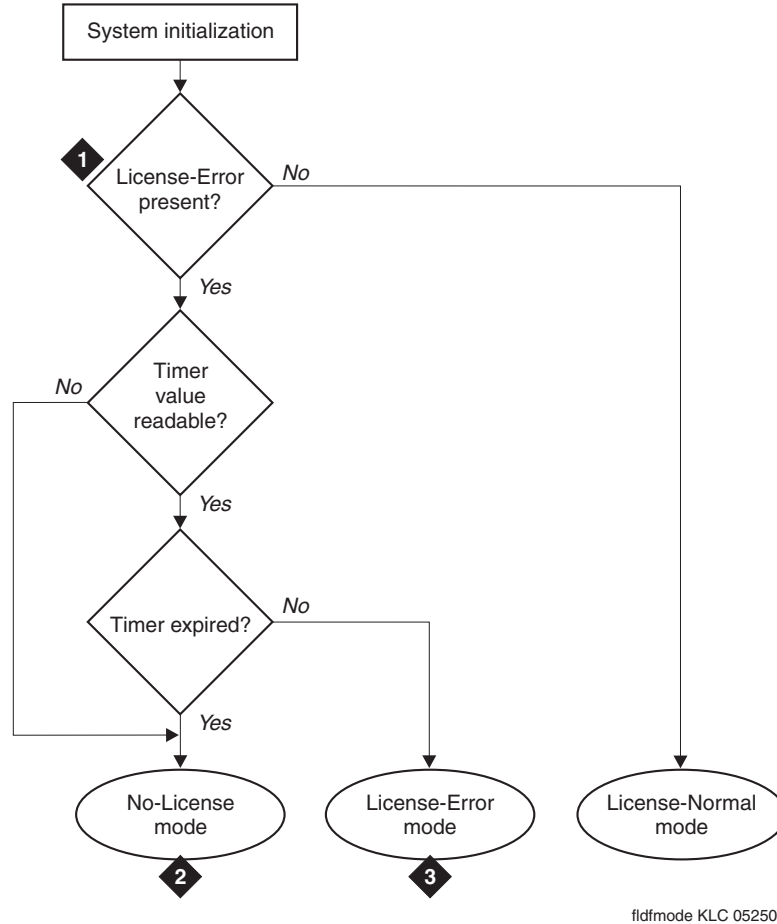 System initialization
1
License-Error
present?
No
Yes
Timer
value
readable?
No
Yes
Timer expired?
No
Yes
No-License
mode
License-Error
mode
License-Normal
mode
2
3
fldfmode KLC 05250